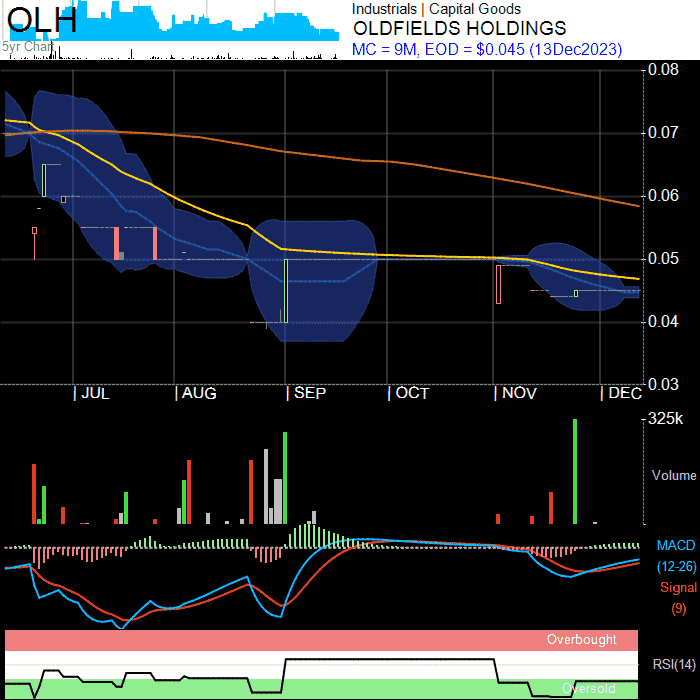 OLH
5yr Chart
Industrials | Capital Goods
OLDFIELDS HOLDINGS
MC = 9M, EOD = $0.045 (13Dec2023)
0.08
0.07
0.06
0.05
0.04
0.03
| JUL | AUG | SEP | OCT | NOV | DEC
325k
Volume
MACD
(12-26)
Signal
(9)
Overbought
RSI(14)
Oversold